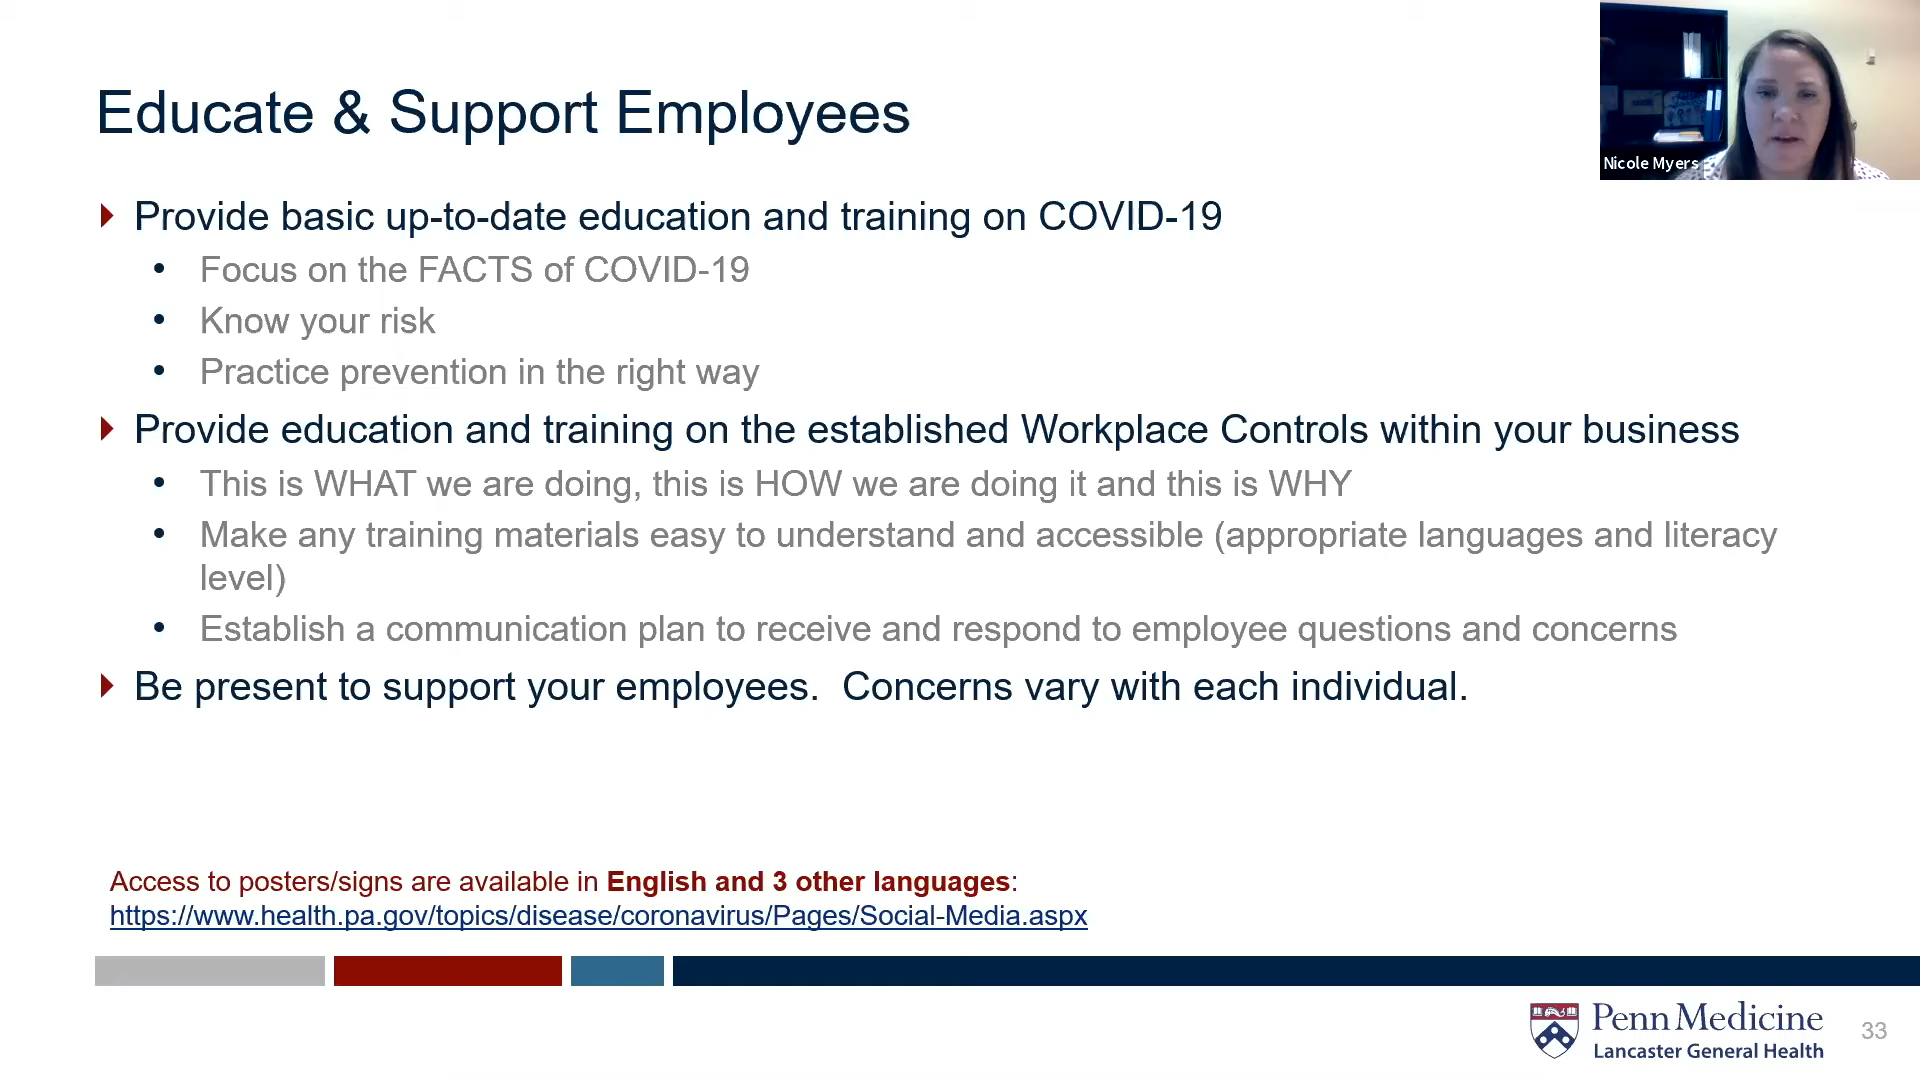 Educate & Support Employees
Nicole Myers
Provide basic up-to-date education and training on COVID-19
Focus on the FACTS of COVID-19
Know your risk
Practice prevention in the right way
Provide education and training on the established Workplace Controls within your business
This is WHAT we are doing, this is HOW we are doing it and this is WHY
Make any training materials easy to understand and accessible (appropriate languages and literacy
level)
Establish a communication plan to receive and respond to employee questions and concerns
Be present to support your employees.  Concerns vary with each individual.
Access to posters/signs are available in English and 3 other languages:
https://www.health.pa.gov/topics/disease/coronavirus/Pages/Social-Media.aspx
Penn Medicine
Lancaster General Health
33